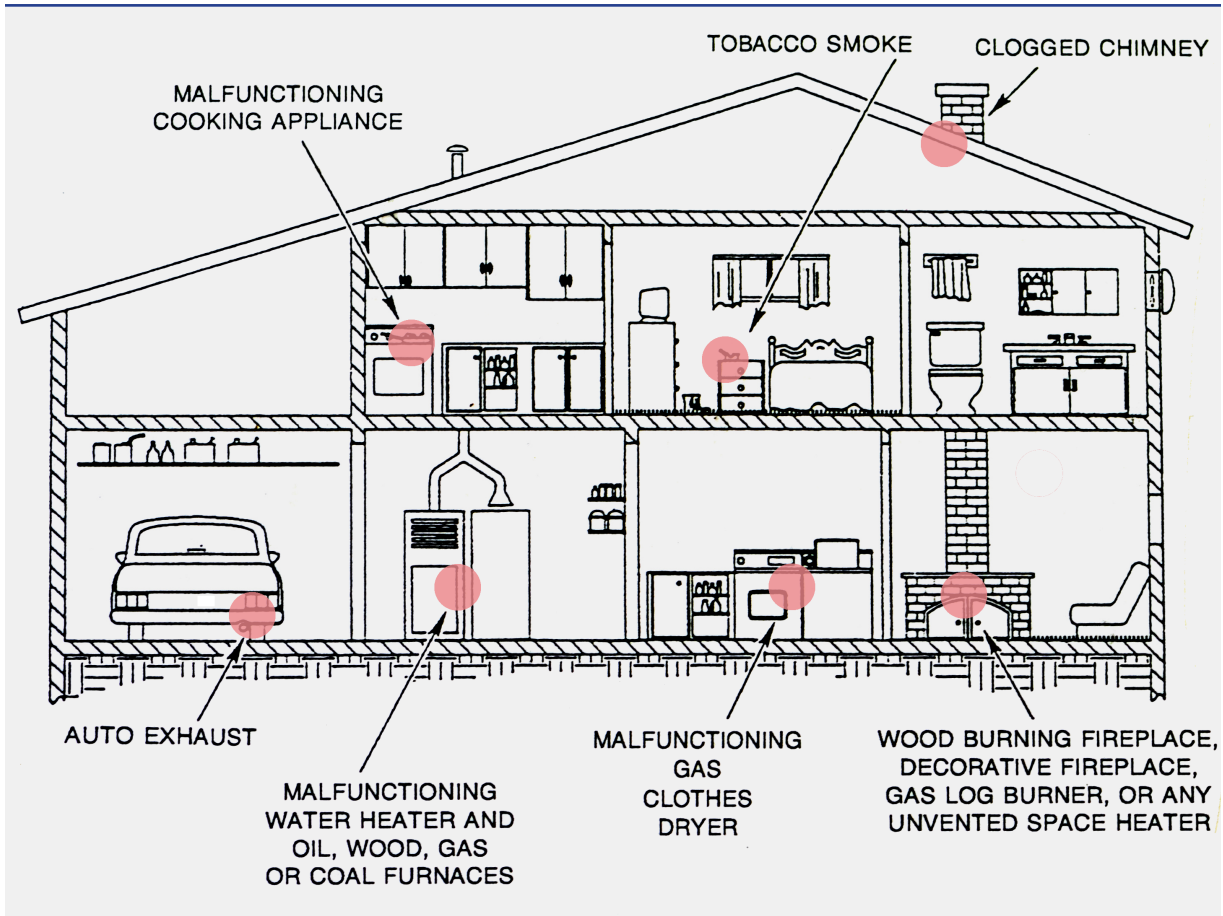 TOBACCO SMOKE
CLOGGED CHIMNEY
MALFUNCTIONING
COOKING APPLIANCE
AUTO EXHAUST
MALFUNCTIONING
WATER HEATER AND
OIL, WOOD, GAS
OR COAL FURNACES
MALFUNCTIONING
GAS
CLOTHES
DRYER
WOOD BURNING FIREPLACE,
DECORATIVE FIREPLACE,
GAS LOG BURNER, OR ANY
UNVENTED SPACE HEATER